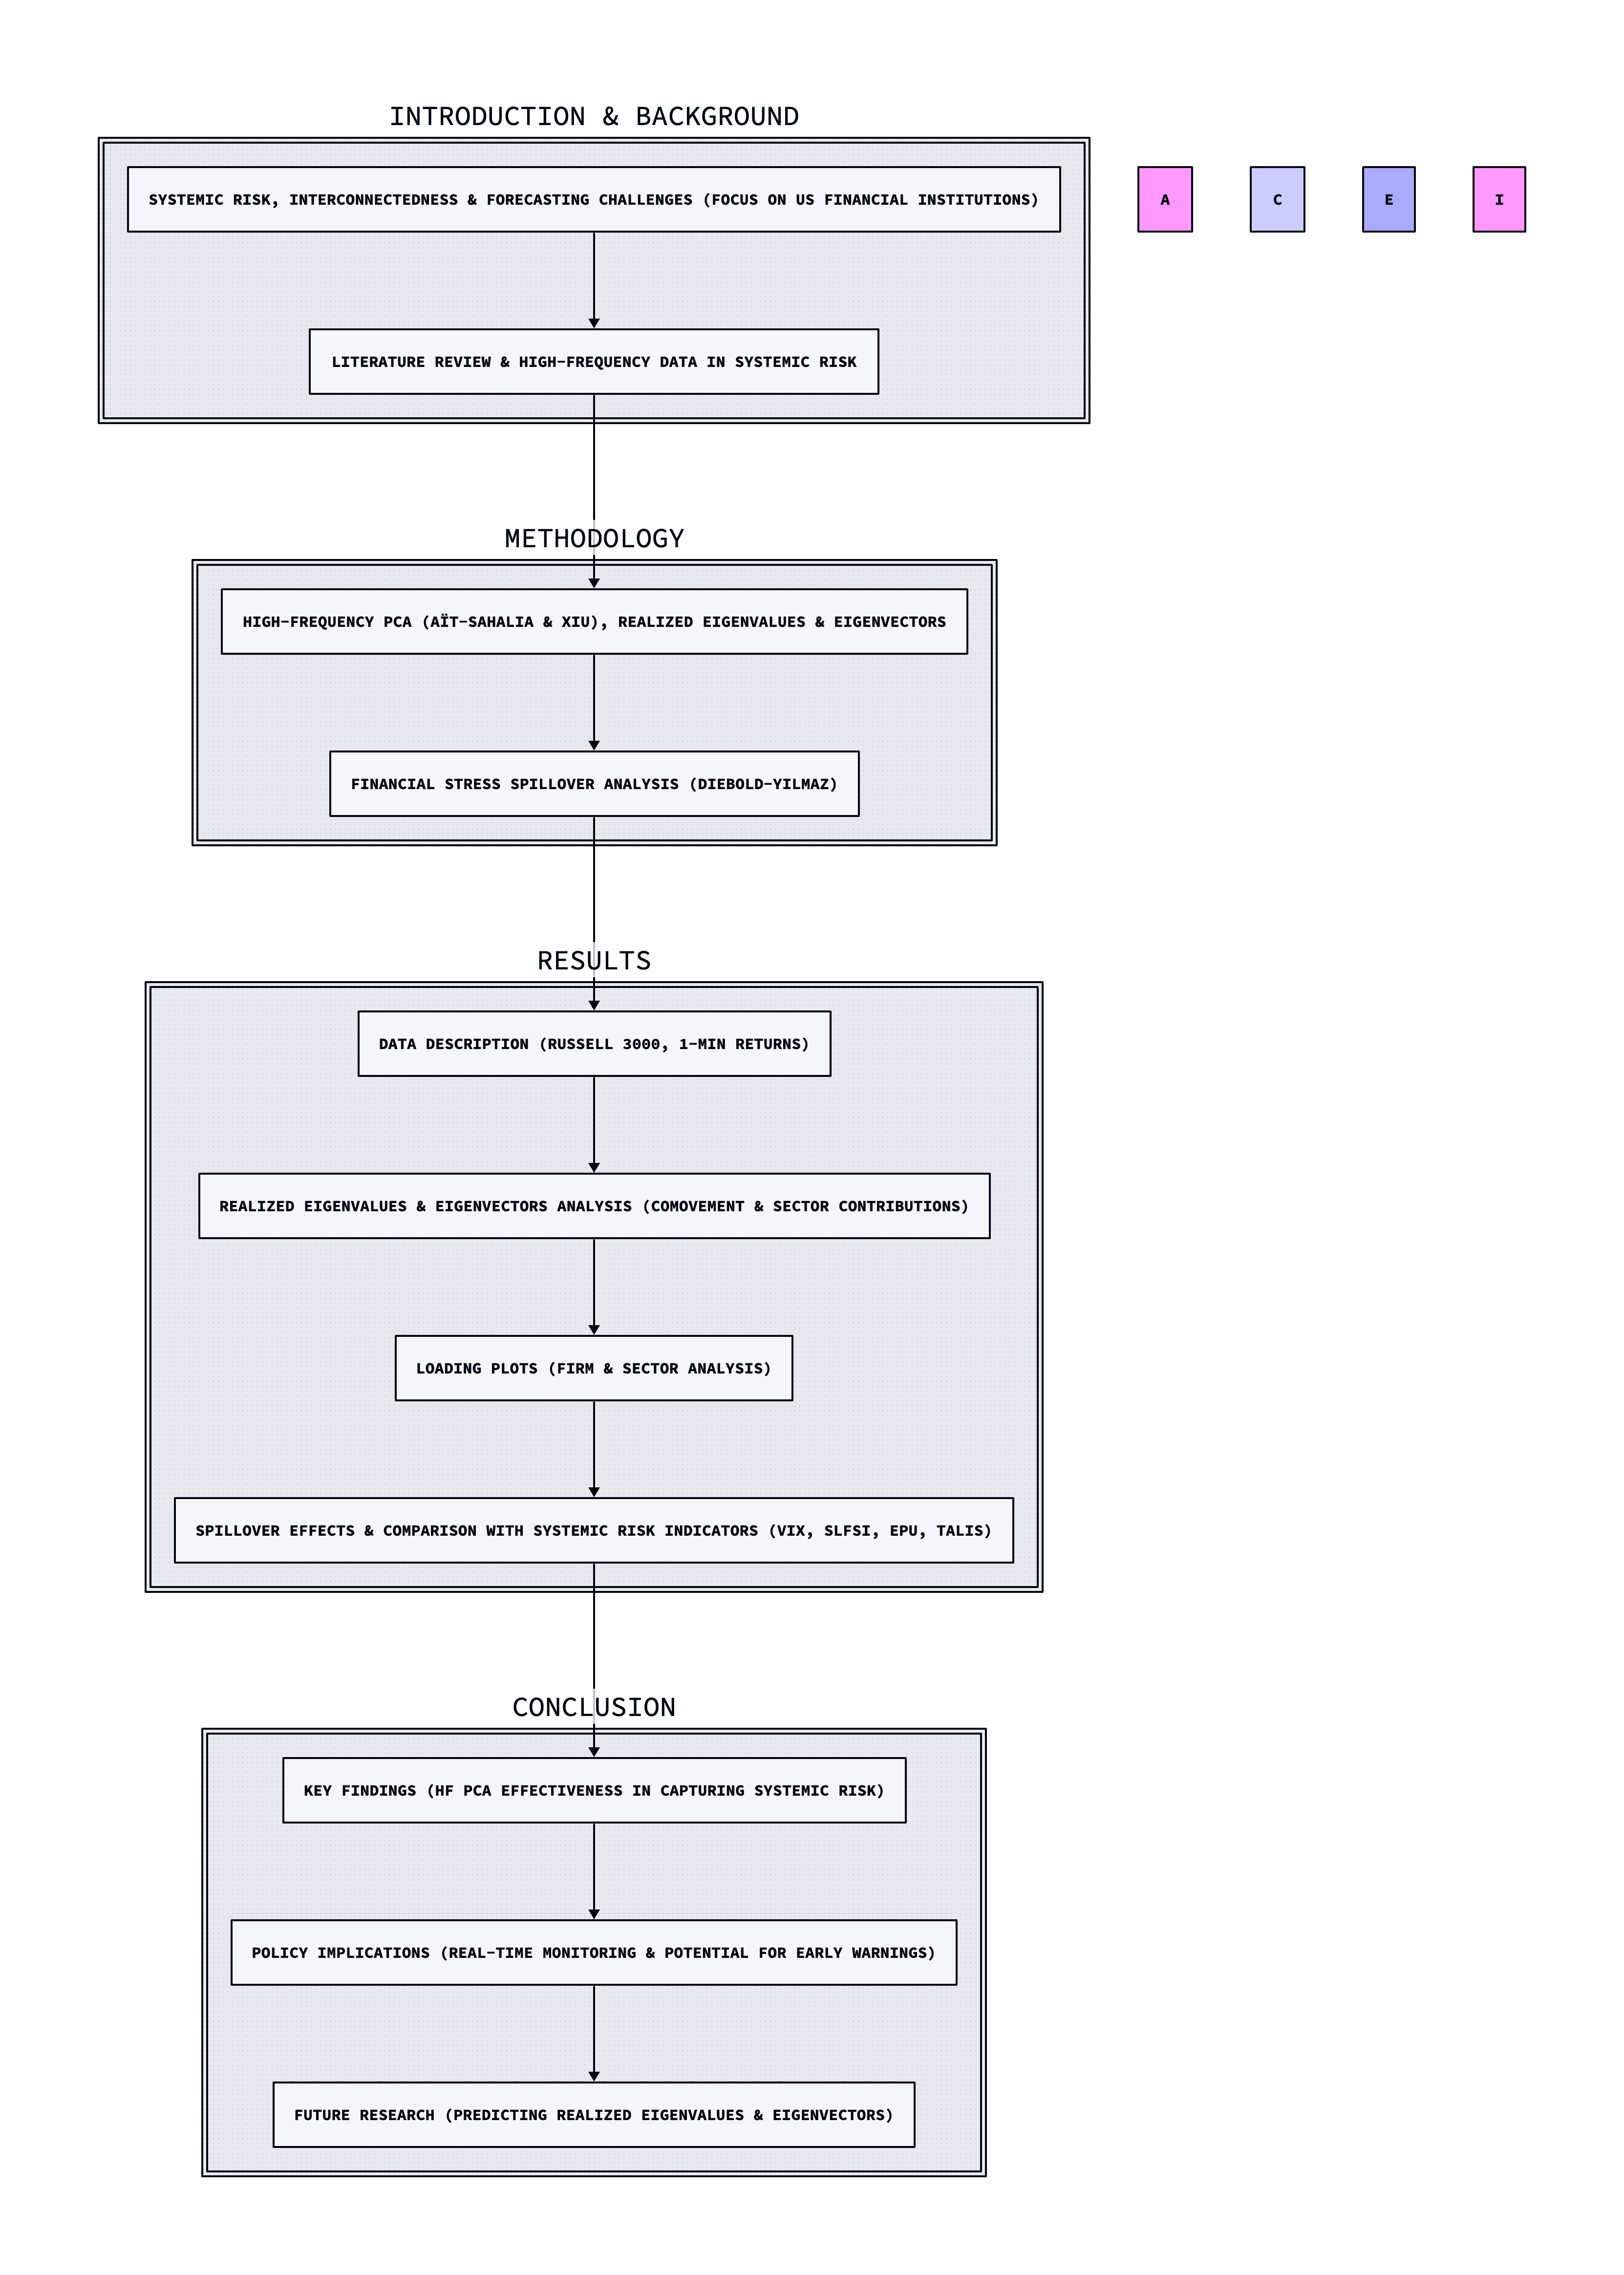 INTRODUCTION & BACKGROUND
SYSTEMIC RISK, INTERCONNECTEDNESS & FORECASTING CHALLENGES (FOCUS ON US FINANCIAL INSTITUTIONS)
A
C
E
I
LITERATURE REVIEW & HIGH-FREQUENCY DATA IN SYSTEMIC RISK
METHODOLOGY
HIGH-FREQUENCY PCA (AÏT-SAHALIA & XIU), REALIZED EIGENVALUES & EIGENVECTORS
FINANCIAL STRESS SPILLOVER ANALYSIS (DIEBOLD-YILMAZ)
RESULTS
DATA DESCRIPTION (RUSSELL 3000, 1-MIN RETURNS)
REALIZED EIGENVALUES & EIGENVECTORS ANALYSIS (COMOVEMENT & SECTOR CONTRIBUTIONS)
LOADING PLOTS (FIRM & SECTOR ANALYSIS)
SPILLOVER EFFECTS & COMPARISON WITH SYSTEMIC RISK INDICATORS (VIX, SLFSI, EPU, TALIS)
CONCLUSION
KEY FINDINGS (HF PCA EFFECTIVENESS IN CAPTURING SYSTEMIC RISK)
POLICY IMPLICATIONS (REAL-TIME MONITORING & POTENTIAL FOR EARLY WARNINGS)
FUTURE RESEARCH (PREDICTING REALIZED EIGENVALUES & EIGENVECTORS)